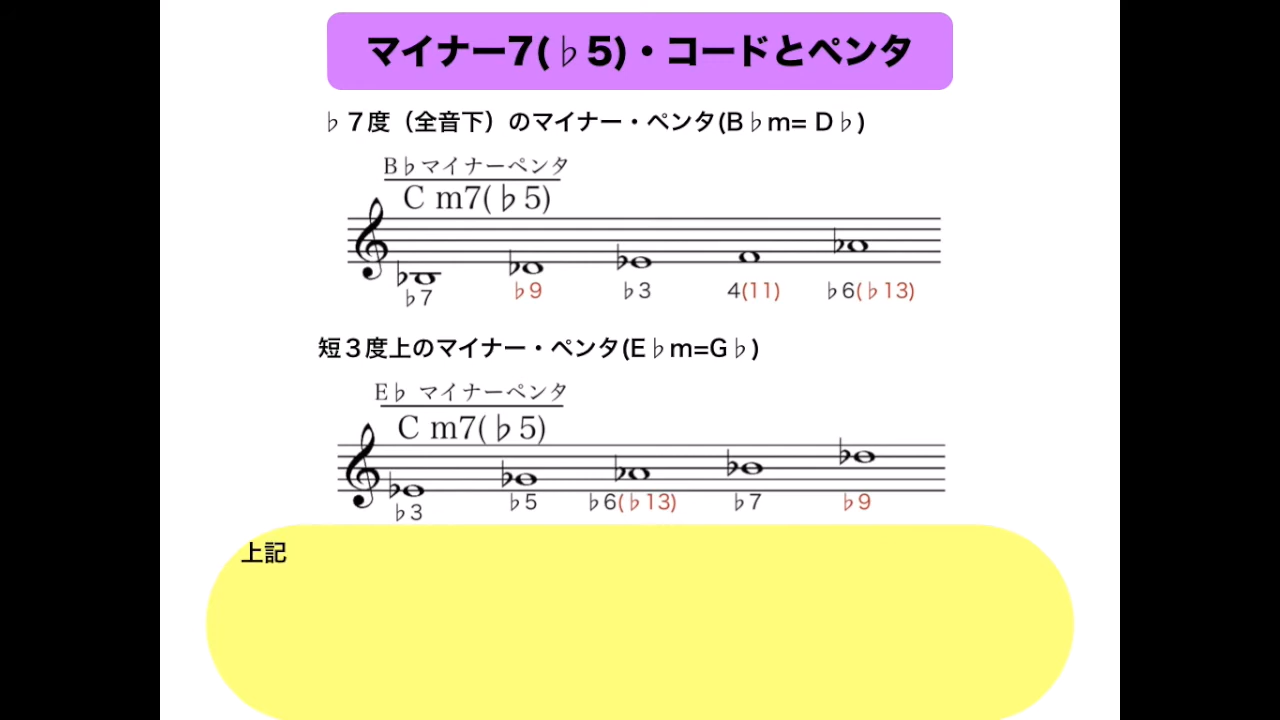 マイナー7(♭5)・コードとペンタ
♭７度（全音下）のマイナー・ペンタ(B♭m= D♭)
B♭マイナーペンタ
C m7(♭5)
♭7 ♭9 ♭3 4(11) ♭6(♭13)
短３度上のマイナー・ペンタ(E♭m=G♭)
E♭ マイナーペンタ
C m7(♭5)
♭3 ♭5 ♭6(♭13) ♭7 ♭9
上記